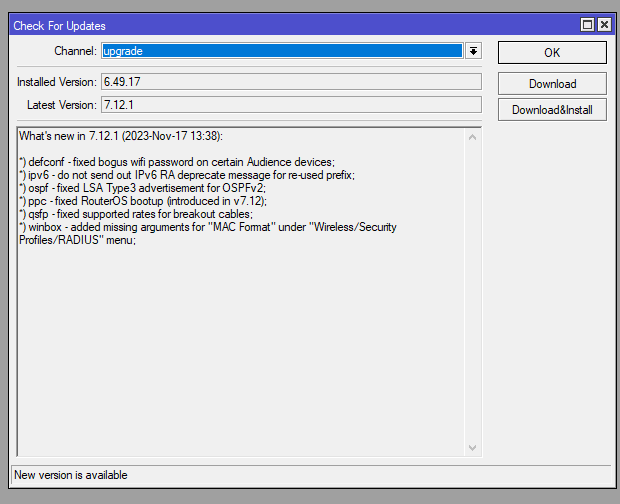 Check For Updates
Channel: upgrade
OK
Installed Version: 6.49.17
Download
Latest Version: 7.12.1
Download&Install
What's new in 7.12.1 (2023-Nov-17 13:38):
*) defconf - fixed bogus wifi password on certain Audience devices;
*) ipv6 - do not send out IPv6 RA deprecate message for re-used prefix;
*) ospf - fixed LSA Type3 advertisement for OSPFv2;
*) ppc - fixed RouterOS bootup (introduced in v7.12);
*) qsfp - fixed supported rates for breakout cables;
*) winbox - added missing arguments for "MAC Format" under "Wireless/Security
Profiles/RADIUS" menu;
New version is available